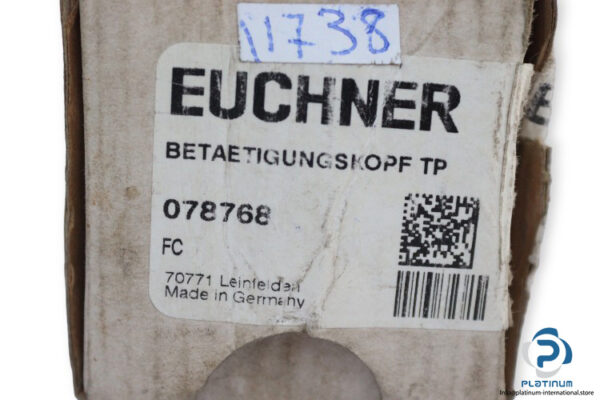 11738
EUCHNER
BETAETIGUNGSKOPF TP
078768
FC
70771 Leinfelden
Made in Germany
PLATINUM
Info@platinum-international.store